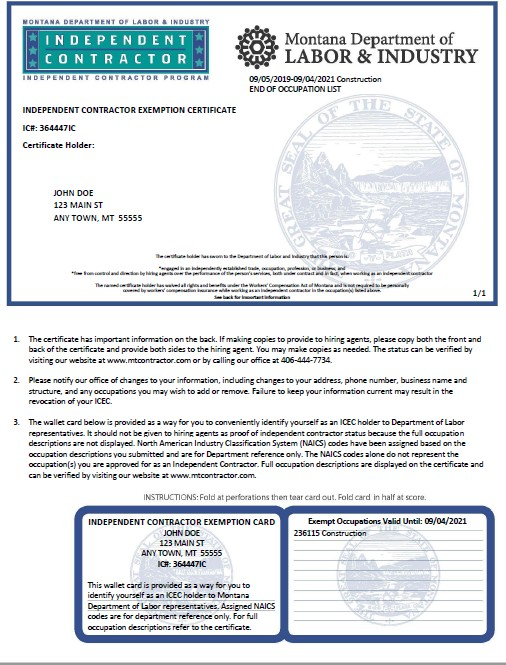 MONTANA DEPARTMENT OF LABOR & INDUSTRY
INDEPENDENT
CONTRACTOR
INDEPENDENT CONTRACTOR PROGRAM
Montana Department of
LABOR & INDUSTRY
09/05/2019-09/04/2021 Construction
END OF OCCUPATION LIST
INDEPENDENT CONTRACTOR EXEMPTION CERTIFICATE
IC#: 364447IC
Certificate Holder:
JOHN DOE
123 MAIN ST
ANY TOWN, MT 55555
GREAT SEAL OF THE STATE OF MONTANA
The certificate holder has sworn to the Department of Labor and Industry that this person is:
*engaged in an independently established trade, occupation, profession, or business; and
*free from control and direction by hiring agents over the performance of the person's services, both under contract and in fact, when working as an independent contractor
The named certificate holder has waived all rights and benefits under the Workers' Compensation Act of Montana and is not required to be personally
covered by workers' compensation insurance while working as an independent contractor in the occupation(s) listed above.
See back for Important Information
1/1
1. The certificate has important information on the back. If making copies to provide to hiring agents, please copy both the front and
back of the certificate and provide both sides to the hiring agent. You may make copies as needed. The status can be verified by
visiting our website at www.mtcontractor.com or by calling our office at 406-444-7734.
2. Please notify our office of changes to your information, including changes to your address, phone number, business name and
structure, and any occupations you may wish to add or remove. Failure to keep your information current may result in the
revocation of your ICEC.
3. The wallet card below is provided as a way for you to conveniently identify yourself as an ICEC holder to Department of Labor
representatives. It should not be given to hiring agents as proof of independent contractor status because the full occupation
descriptions are not displayed. North American Industry Classification System (NAICS) codes have been assigned based on the
occupation descriptions you submitted and are for Department reference only. The NAICS codes alone do not represent the
occupation(s) you are approved for as an Independent Contractor. Full occupation descriptions are displayed on the certificate and
can be verified by visiting our website at www.mtcontractor.com.
INSTRUCTIONS: Fold at perforations then tear card out. Fold card in half at score.
INDEPENDENT CONTRACTOR EXEMPTION CARD
JOHN DOE
123 MAIN ST
ANY TOWN, MT 55555
IC#: 364447IC
This wallet card is provided as a way for you to
identify yourself as an ICEC holder to Montana
Department of Labor representatives. Assigned NAICS
codes are for department reference only. For full
occupation descriptions refer to the certificate.
Exempt Occupations Valid Until: 09/04/2021
236115 Construction